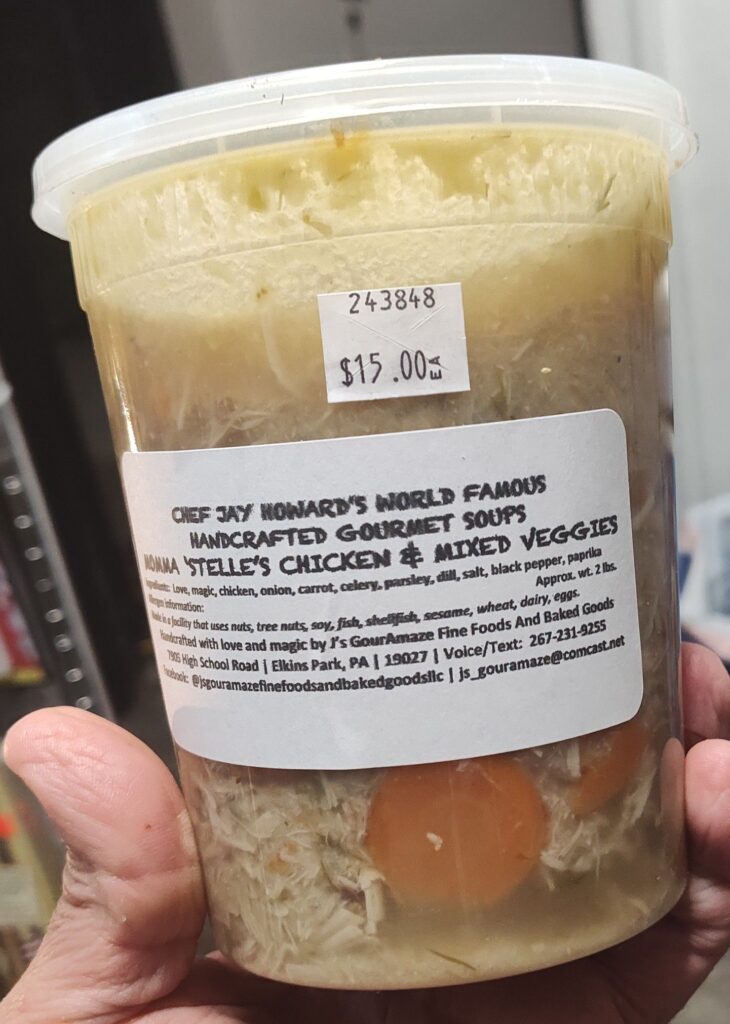 243848
$15.00 EA
CHEF JAY HOWARD'S WORLD FAMOUS
HANDCRAFTED GOURMET SOUPS
MOMMA 'STELLE'S CHICKEN & MIXED VEGGIES
Ingredients: Love, magic, chicken, onion, carrot, celery, parsley, dill, salt, black pepper, paprika
Allergen Information:
Approx. wt. 2 lbs.
Made in a facility that uses nuts, tree nuts, soy, fish, shellfish, sesame, wheat, dairy, eggs.
Handcrafted with love and magic by J's GourAmaze Fine Foods And Baked Goods
7905 High School Road | Elkins Park, PA | 19027 | Voice/Text: 267-231-9255
Facebook: @jsgouramazefinefoodsandbakedgoodsllc | js_gouramaze@comcast.net